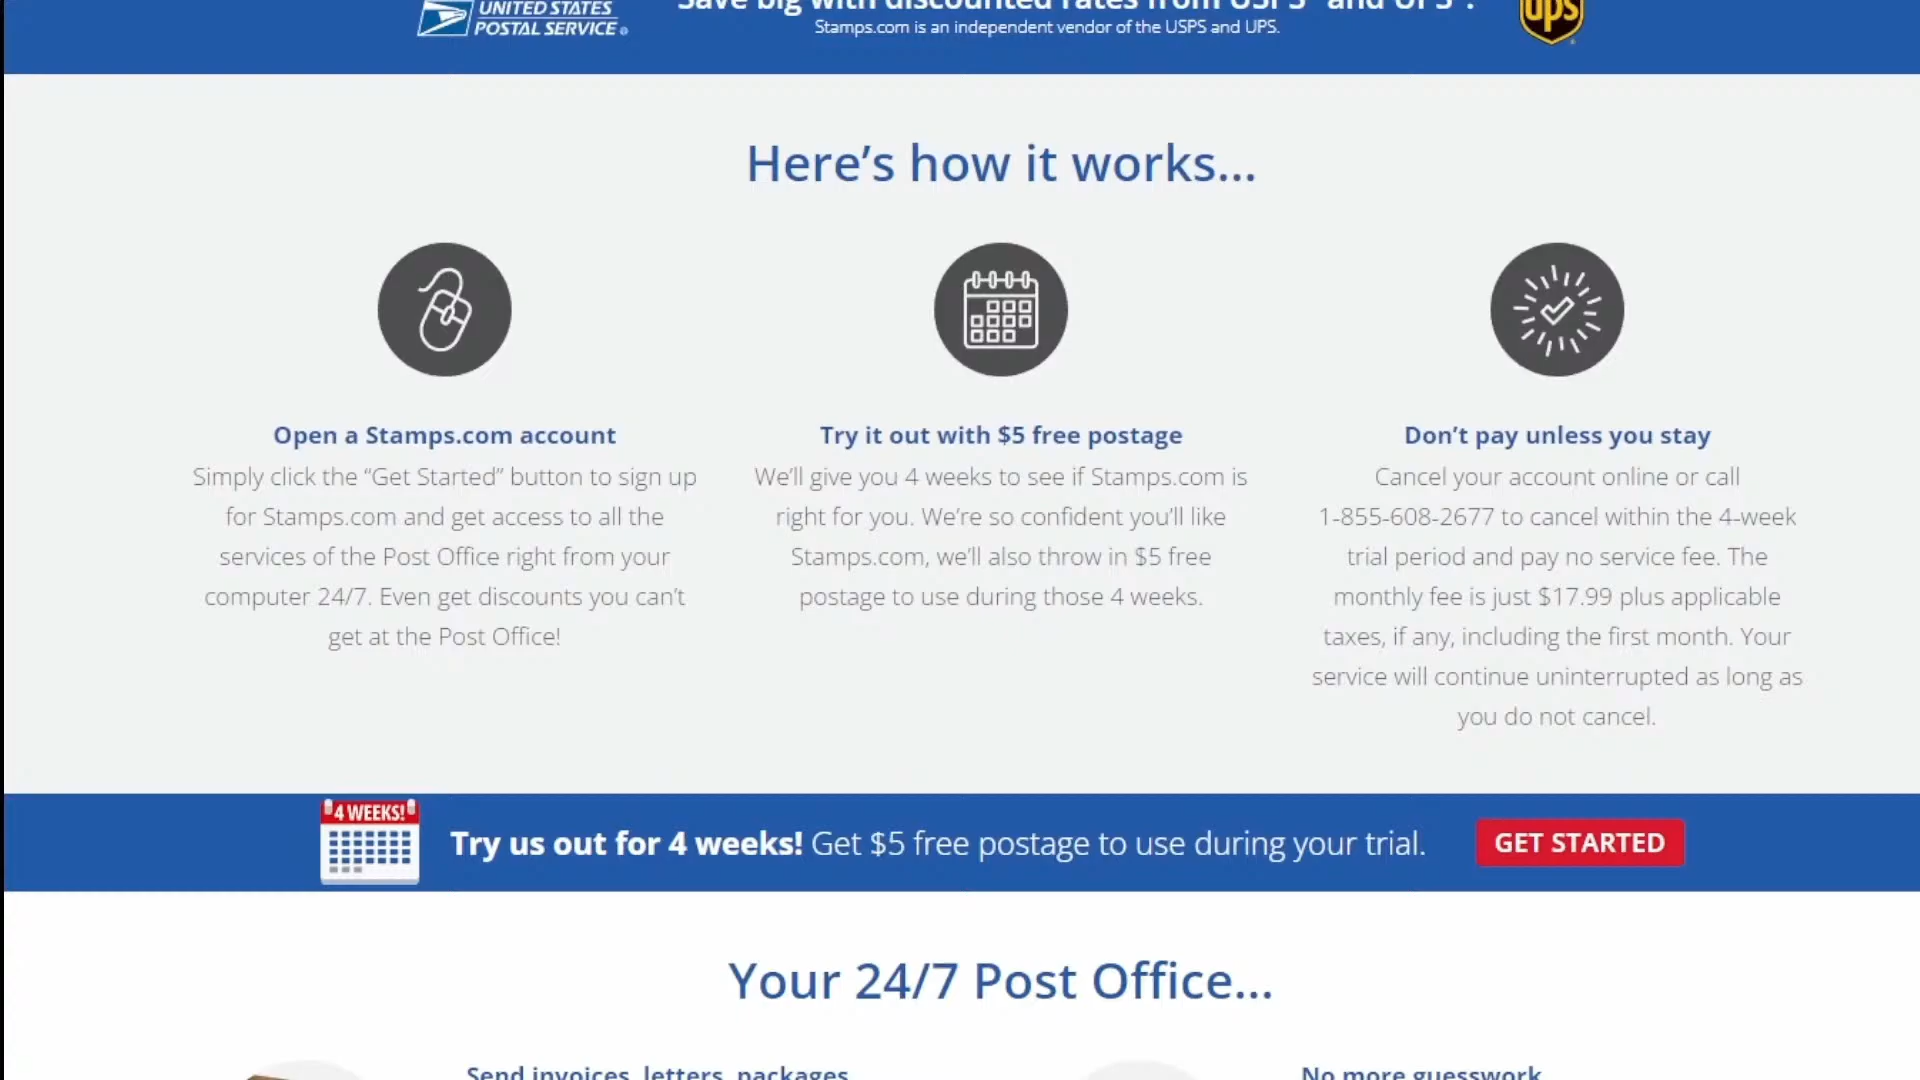 UNITED STATES
POSTAL SERVICE®
Save big with discounted rates from USPS® and UPS®.
Stamps.com is an independent vendor of the USPS and UPS.
ups
Here’s how it works...
Open a Stamps.com account
Simply click the “Get Started” button to sign up
for Stamps.com and get access to all the
services of the Post Office right from your
computer 24/7. Even get discounts you can’t
get at the Post Office!
Try it out with $5 free postage
We’ll give you 4 weeks to see if Stamps.com is
right for you. We’re so confident you’ll like
Stamps.com, we’ll also throw in $5 free
postage to use during those 4 weeks.
Don’t pay unless you stay
Cancel your account online or call
1-855-608-2677 to cancel within the 4-week
trial period and pay no service fee. The
monthly fee is just $17.99 plus applicable
taxes, if any, including the first month. Your
service will continue uninterrupted as long as
you do not cancel.
4 WEEKS!
Try us out for 4 weeks! Get $5 free postage to use during your trial.
GET STARTED
Your 24/7 Post Office...
Send invoices, letters, packages
No more guesswork